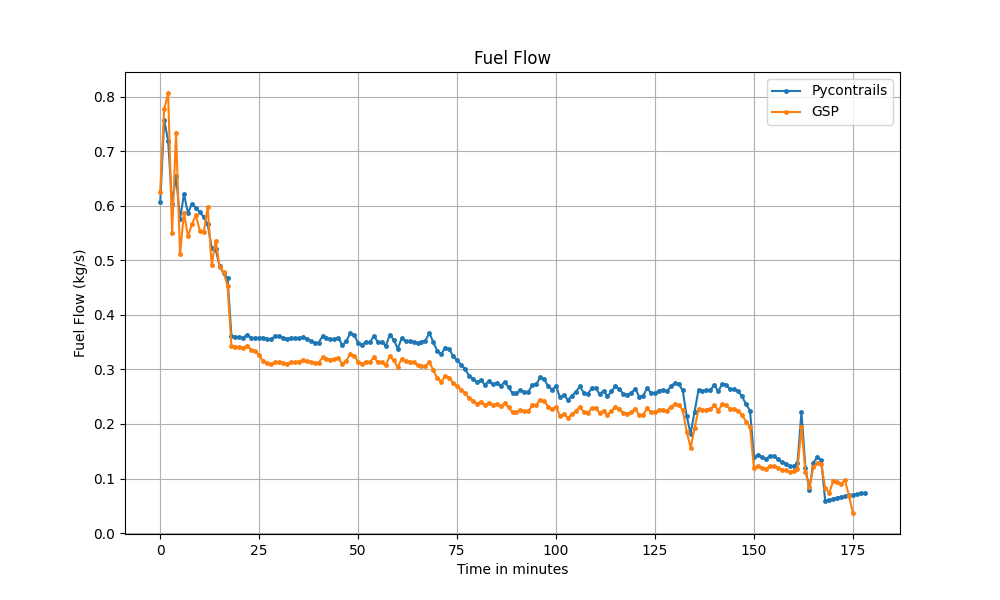 Fuel Flow
Pycontrails
GSP
Fuel Flow (kg/s)
0.8
0.7
0.6
0.5
0.4
0.3
0.2
0.1
0.0
0 25 50 75 100 125 150 175
Time in minutes